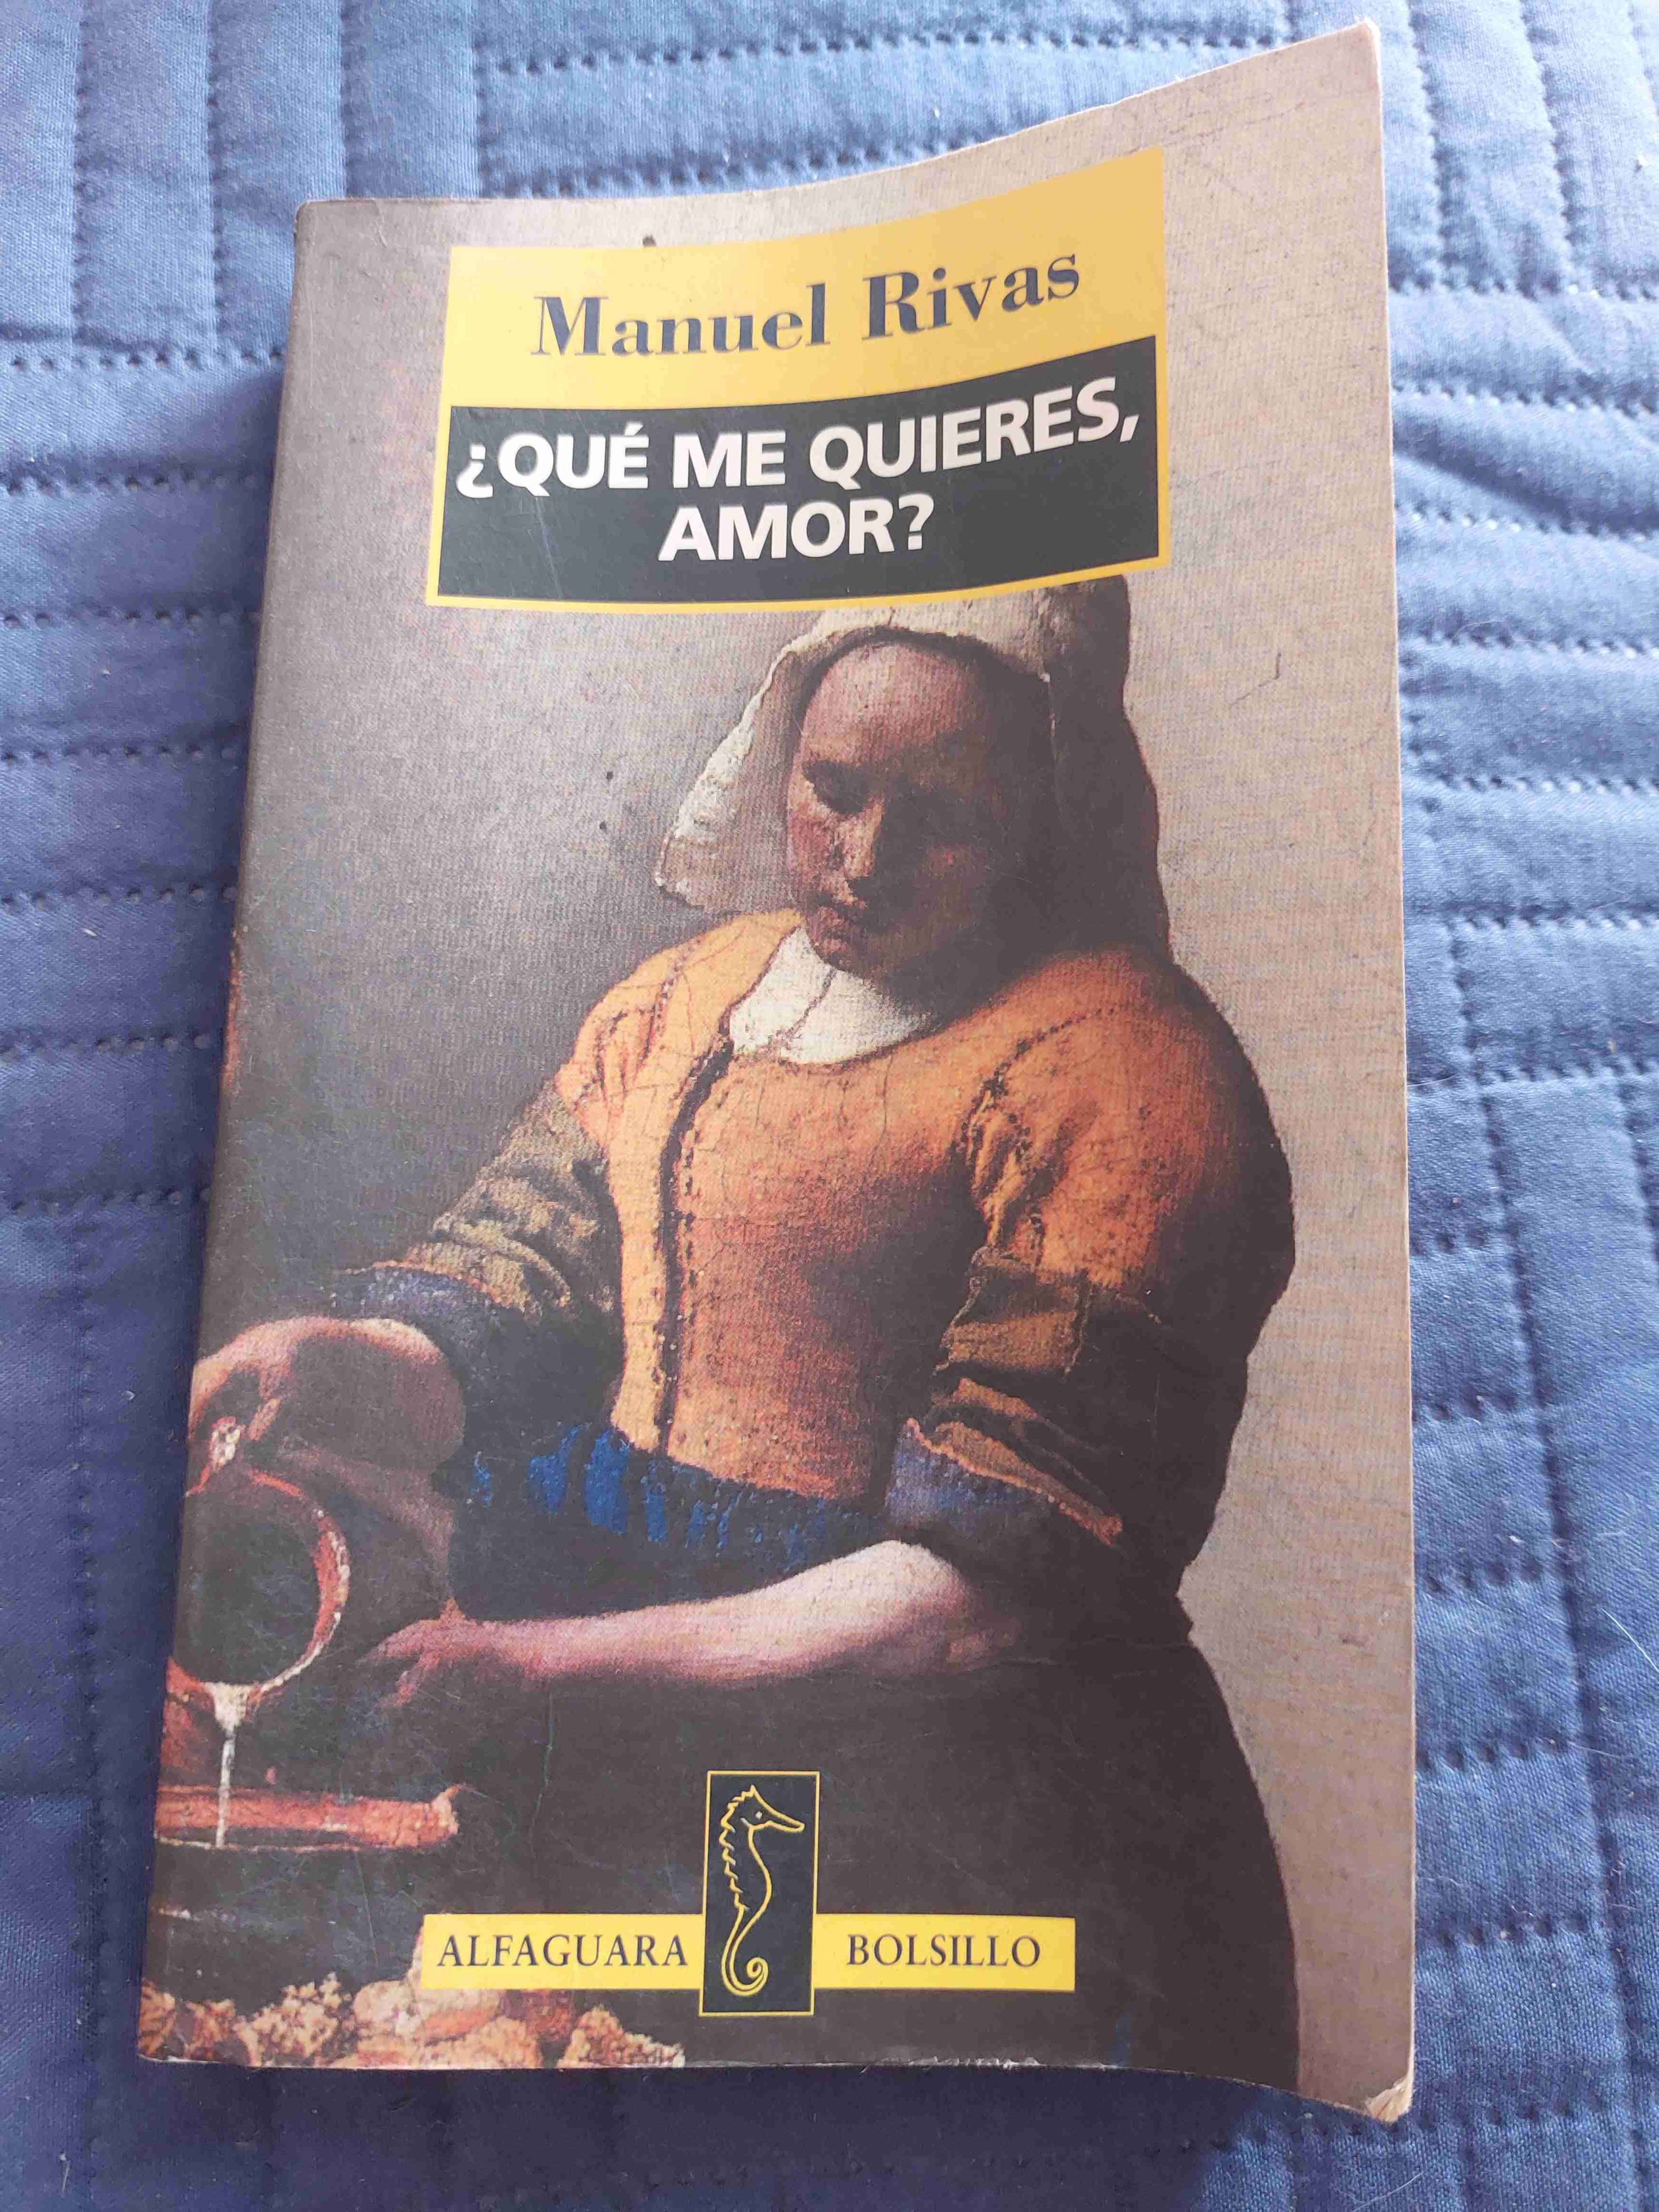 Manuel Rivas
¿QUÉ ME QUIERES,
AMOR?
ALFAGUARA BOLSILLO